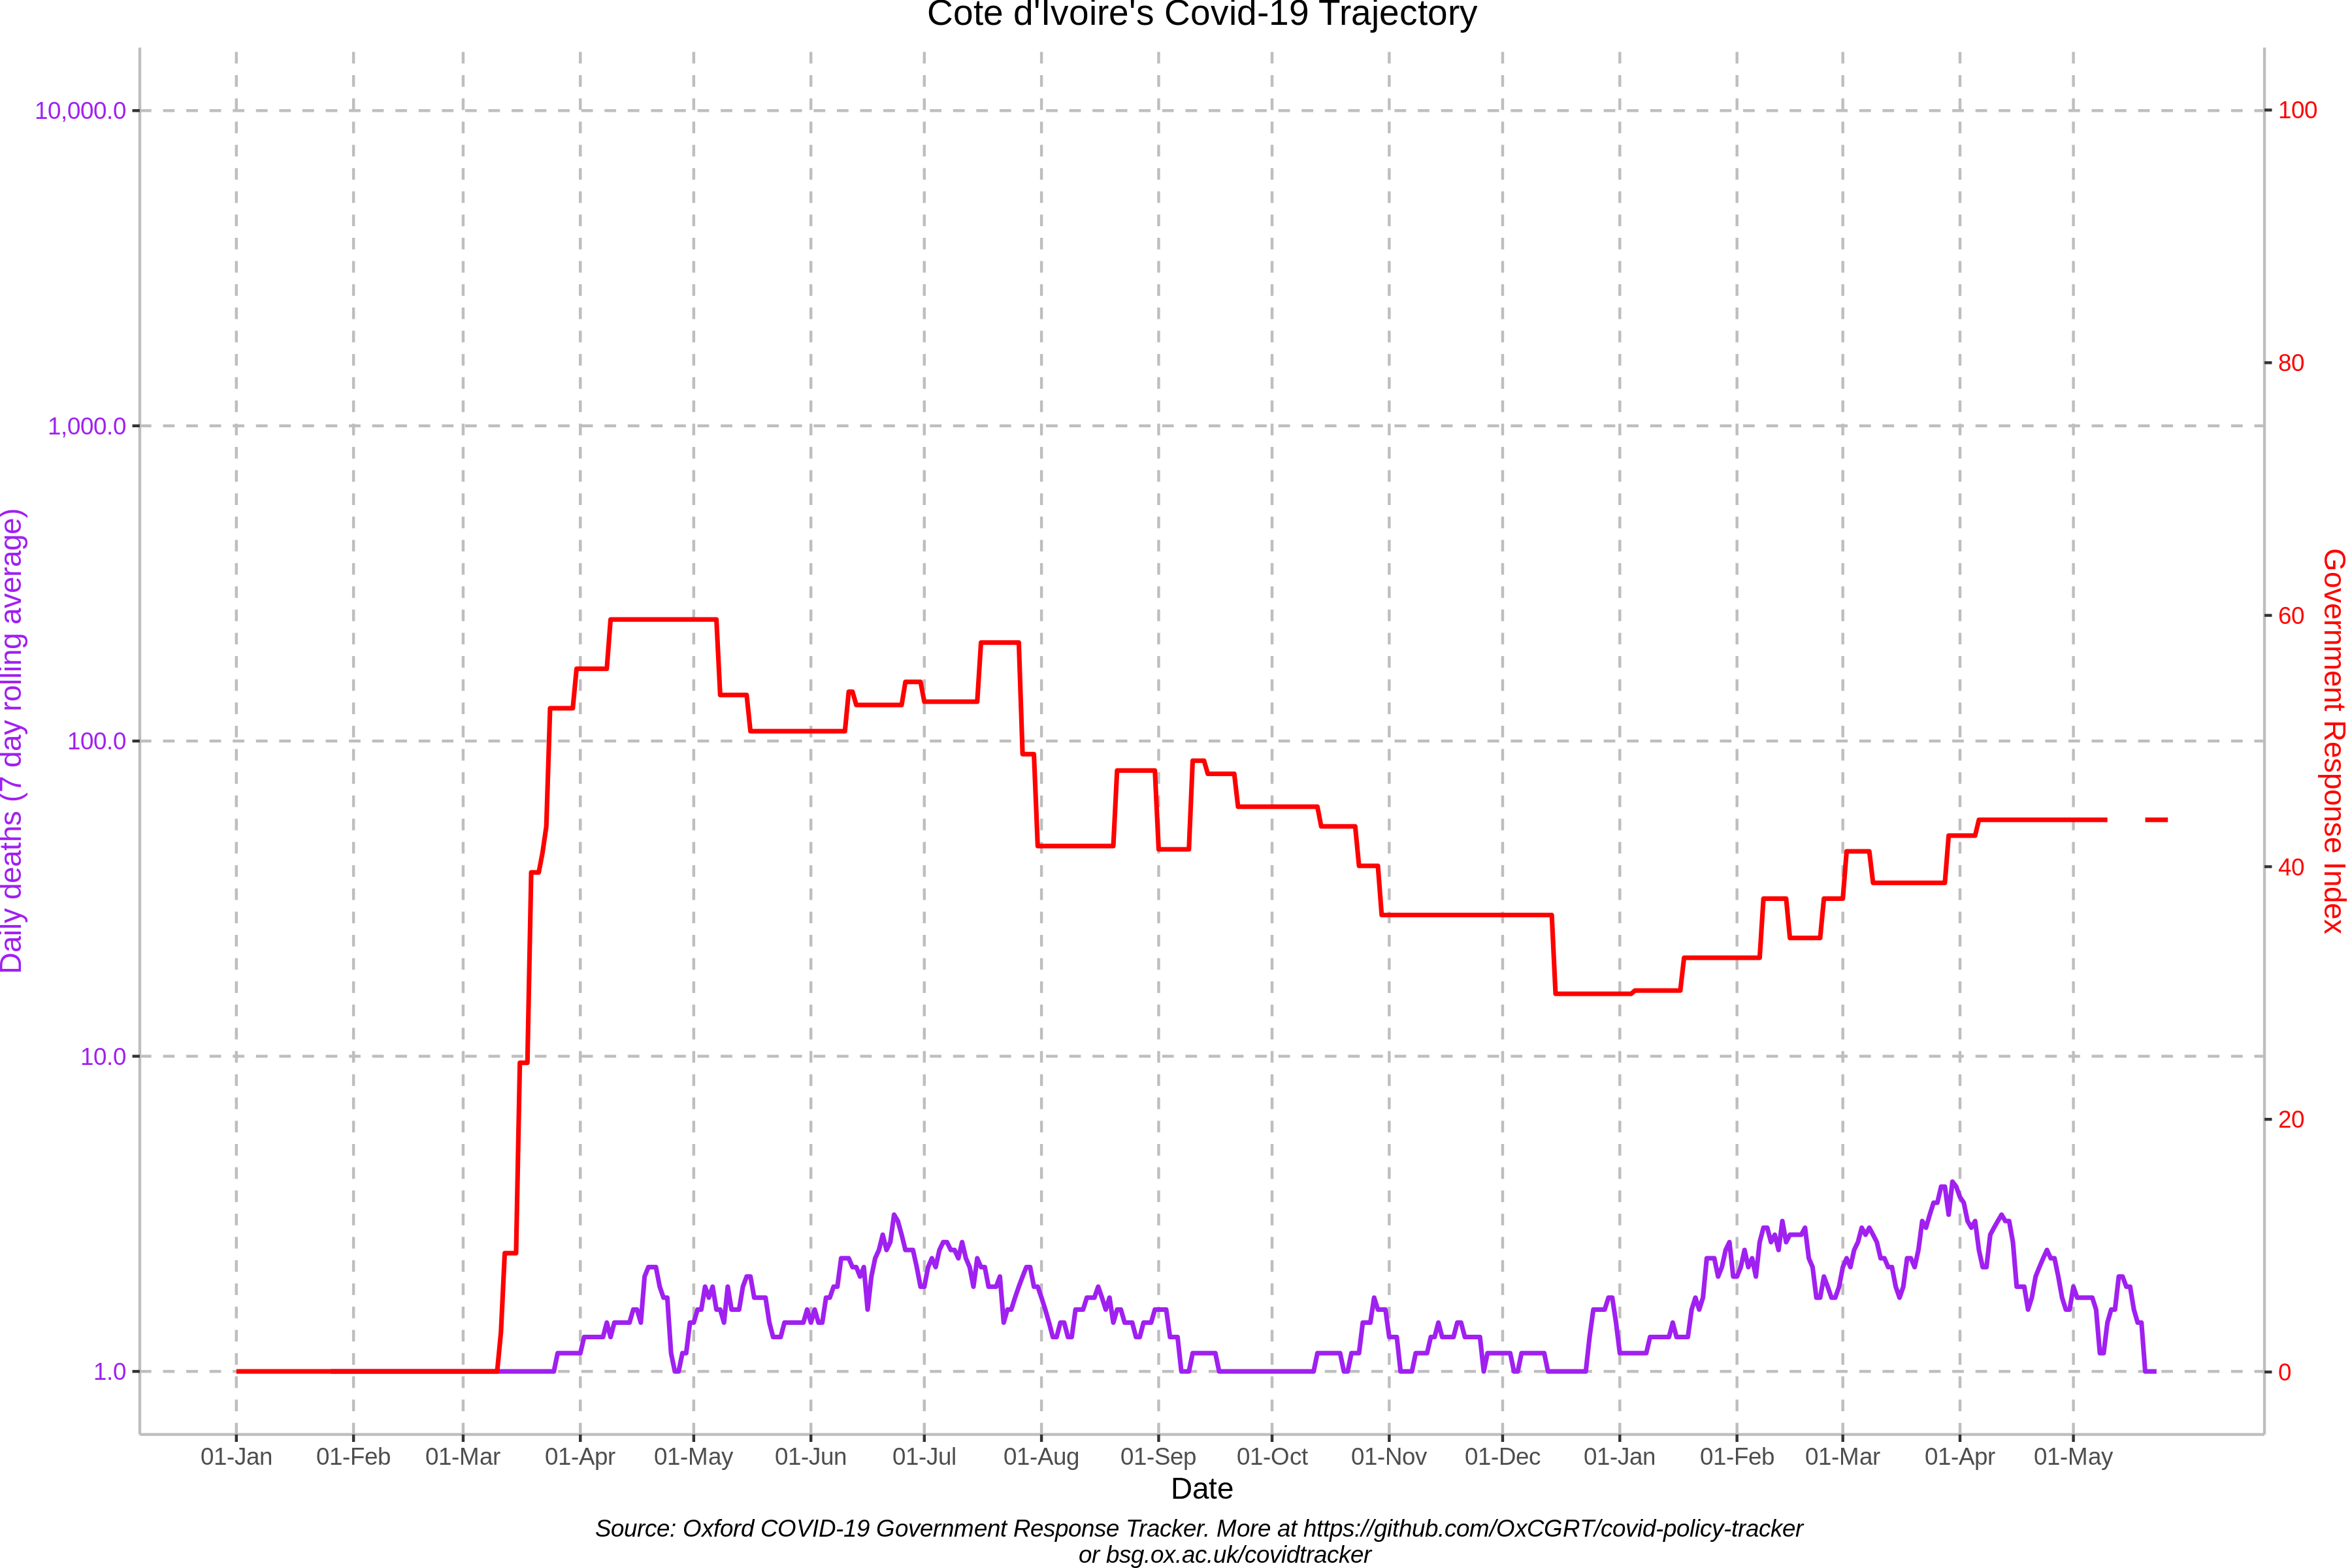 Cote d'Ivoire's Covid-19 Trajectory
10,000.0
1,000.0
100.0
10.0
1.0
Daily deaths (7 day rolling average)
100
80
60
40
20
0
Government Response Index
01-Jan 01-Feb 01-Mar 01-Apr 01-May 01-Jun 01-Jul 01-Aug 01-Sep 01-Oct 01-Nov 01-Dec 01-Jan 01-Feb 01-Mar 01-Apr 01-May
Date
Source: Oxford COVID-19 Government Response Tracker. More at https://github.com/OxCGRT/covid-policy-tracker
or bsg.ox.ac.uk/covidtracker